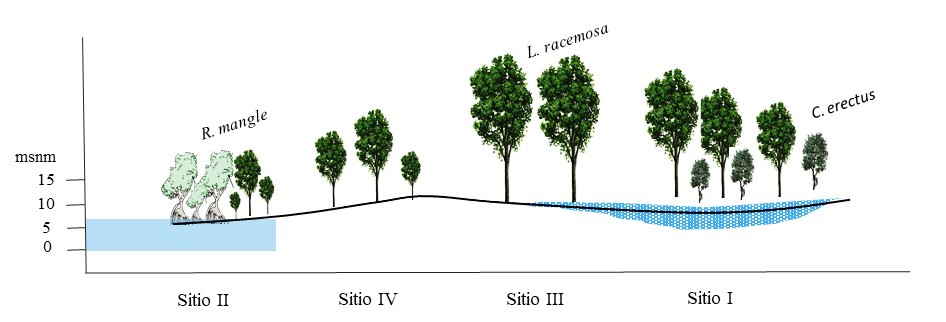 L. racemosa
C. erectus
R. mangle
msnm
15
10
5
0
Sitio II
Sitio IV
Sitio III
Sitio I